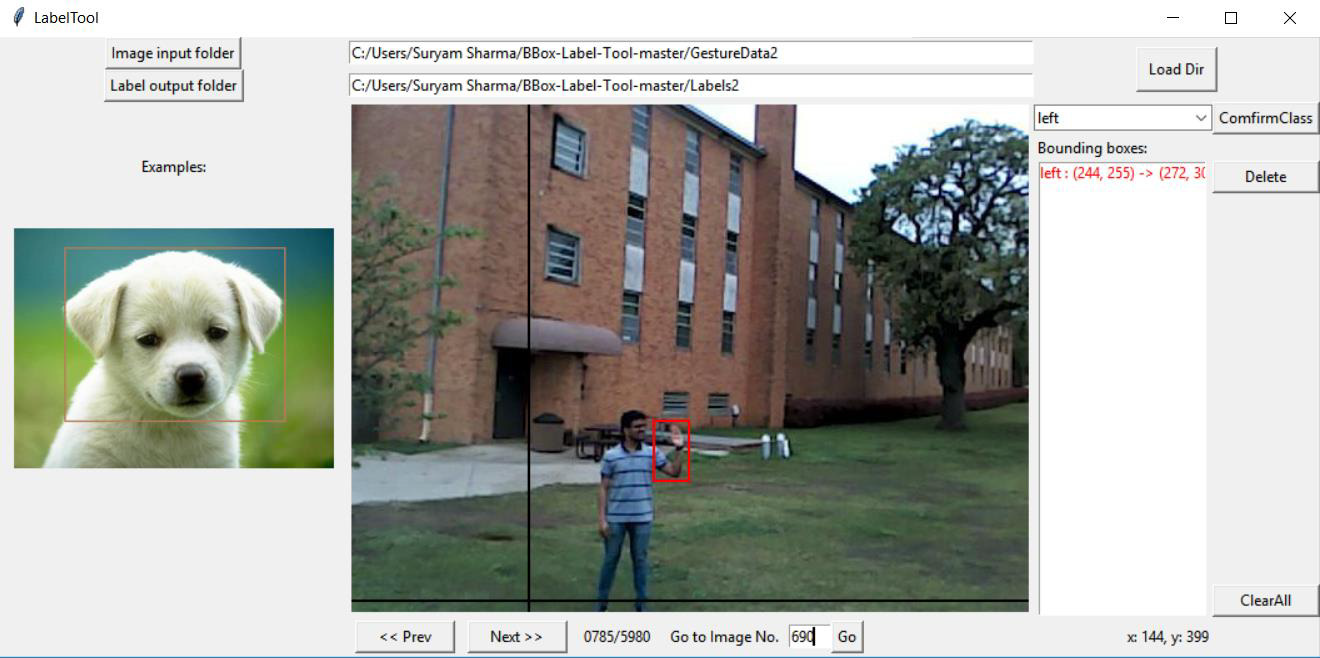 LabelTool
Image input folder
C:/Users/Suryam Sharma/BBox-Label-Tool-master/GestureData2
Load Dir
Label output folder
C:/Users/Suryam Sharma/BBox-Label-Tool-master/Labels2
left
ComfirmClass
Examples:
Bounding boxes:
left : (244, 255) -> (272, 30
Delete
ClearAll
<< Prev
Next >>
0785/5980
Go to Image No.
690
Go
x: 144, y: 399